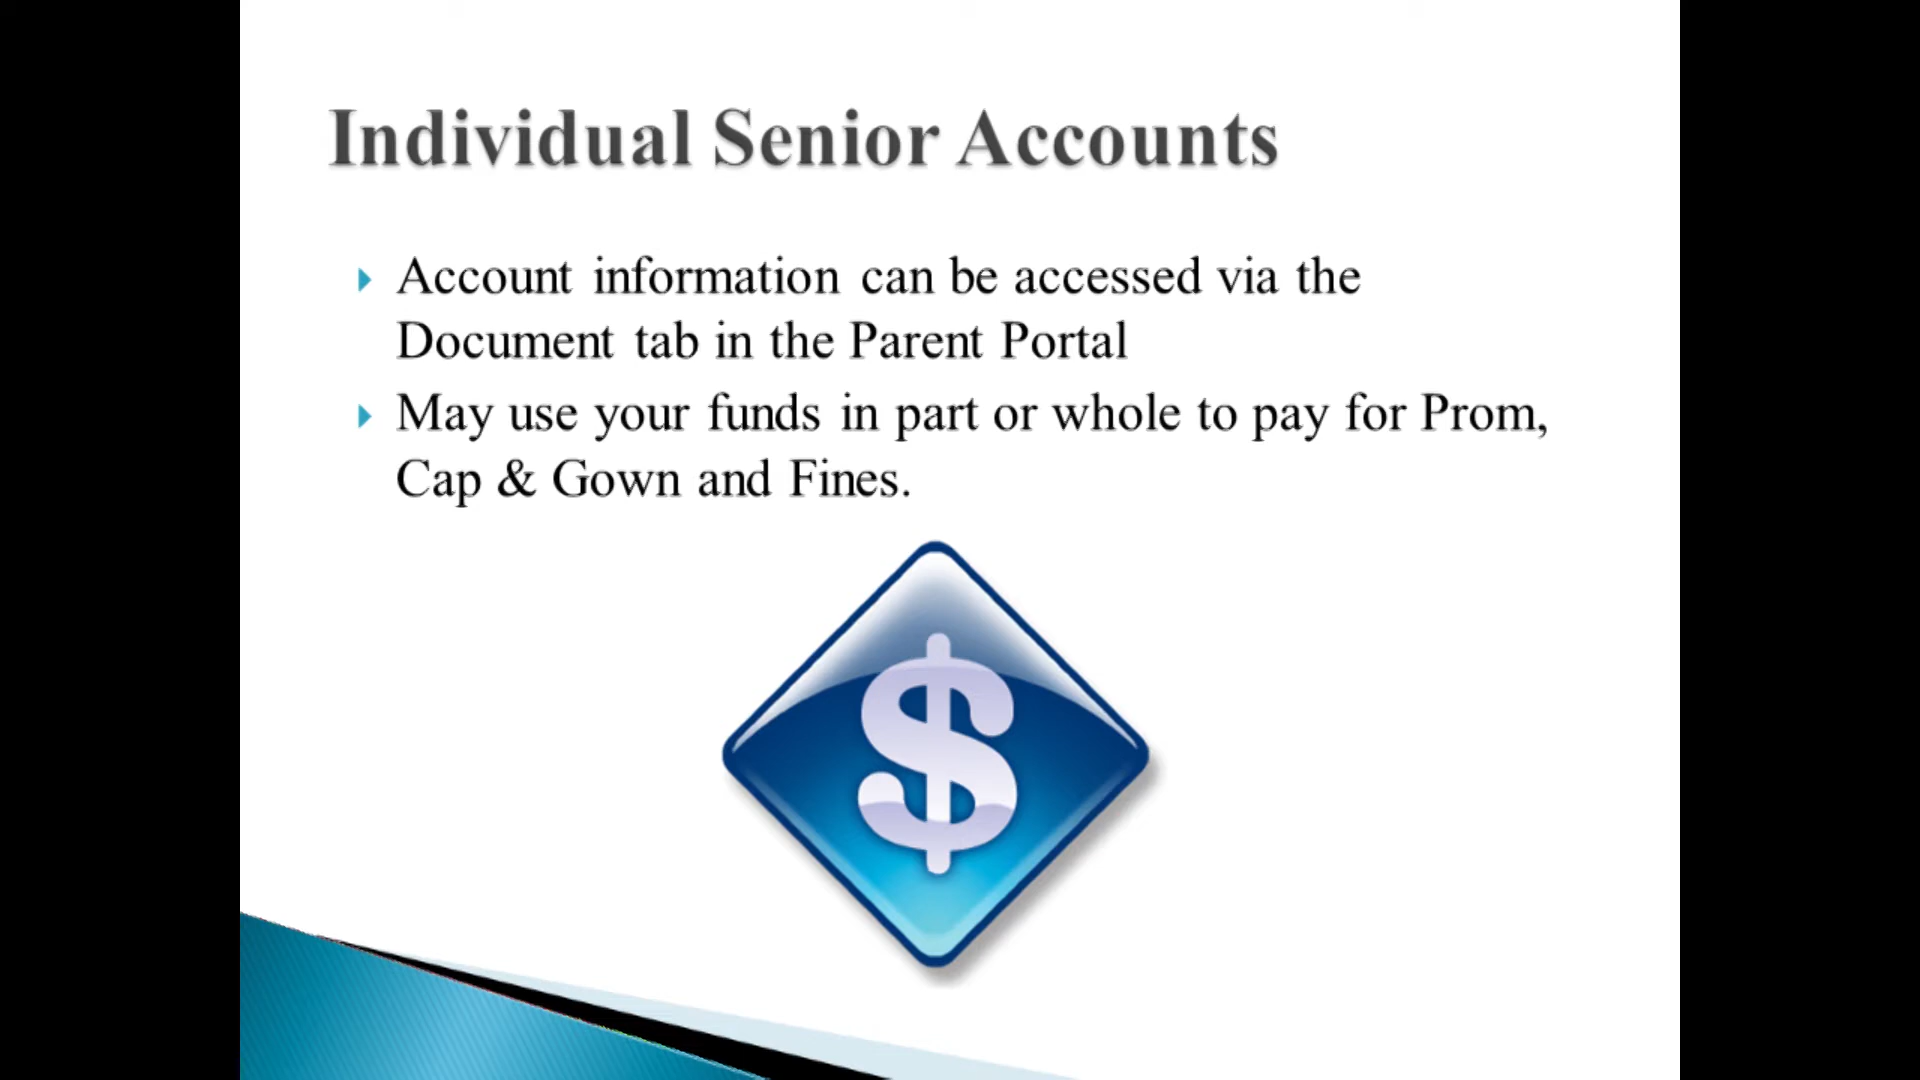 Individual Senior Accounts
Account information can be accessed via the
Document tab in the Parent Portal
May use your funds in part or whole to pay for Prom,
Cap & Gown and Fines.
$